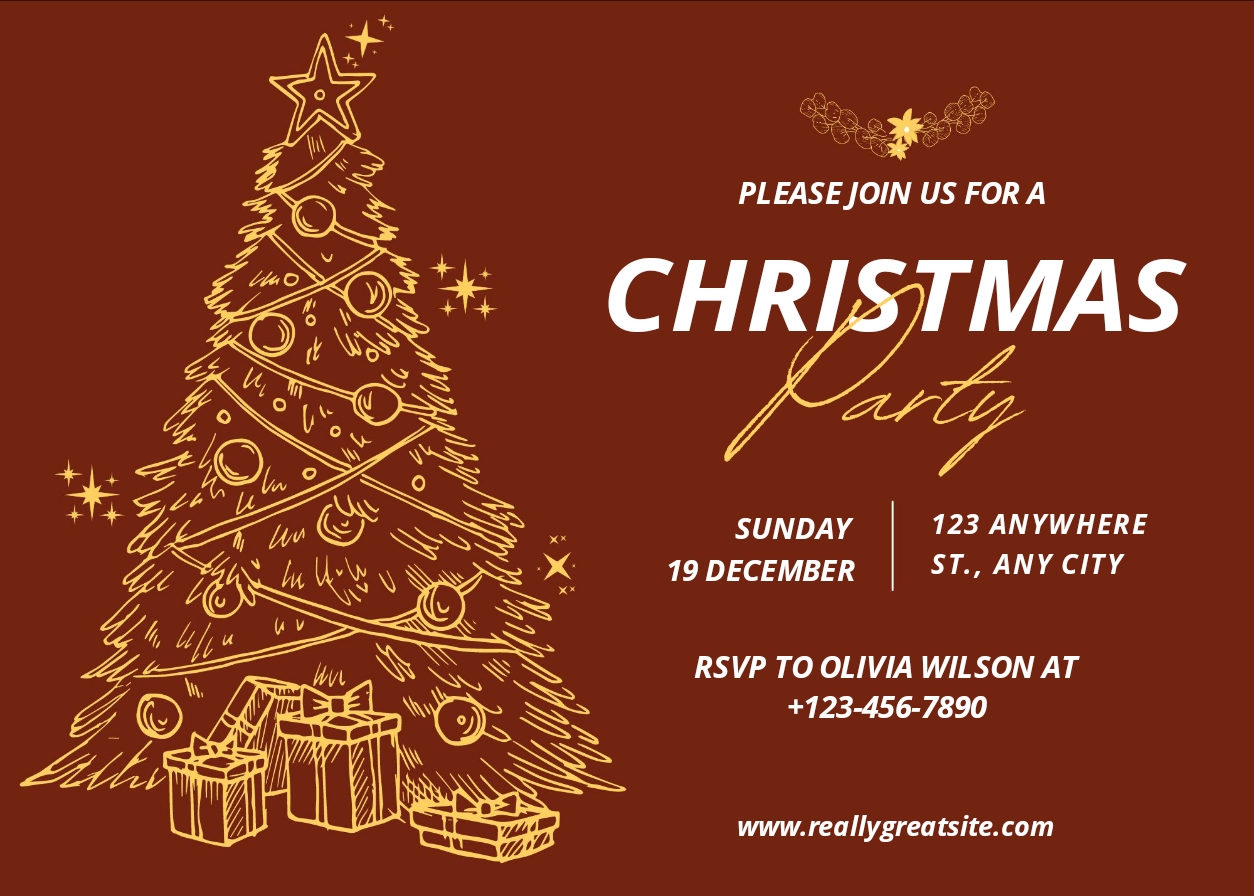 PLEASE JOIN US FOR A
CHRISTMAS
Party
SUNDAY
19 DECEMBER
123 ANYWHERE
ST., ANY CITY
RSVP TO OLIVIA WILSON AT
+123-456-7890
www.reallygreatsite.com